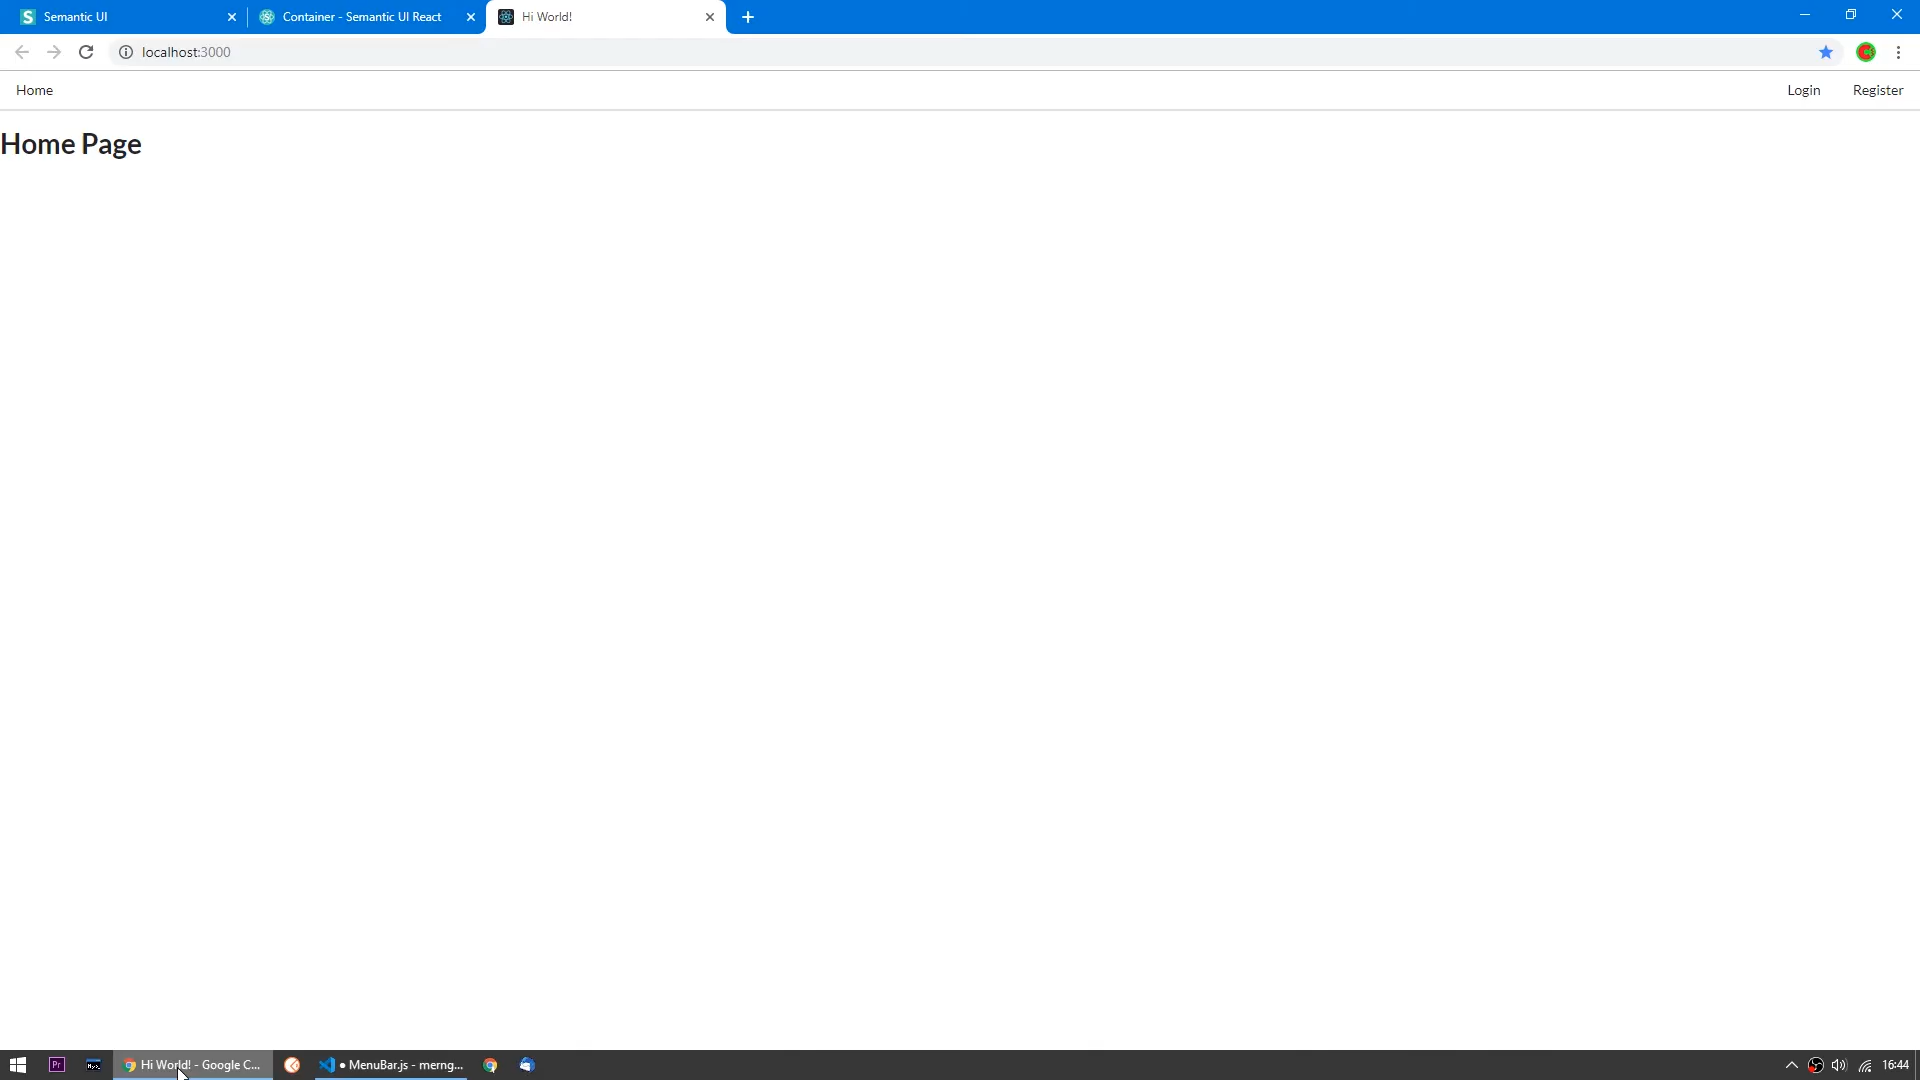 Semantic UI
Container - Semantic UI React
Hi World!
localhost:3000
Home
Login
Register
Home Page
Pr
Hi World! - Google C...
● MenuBar.js - merng...
16:44